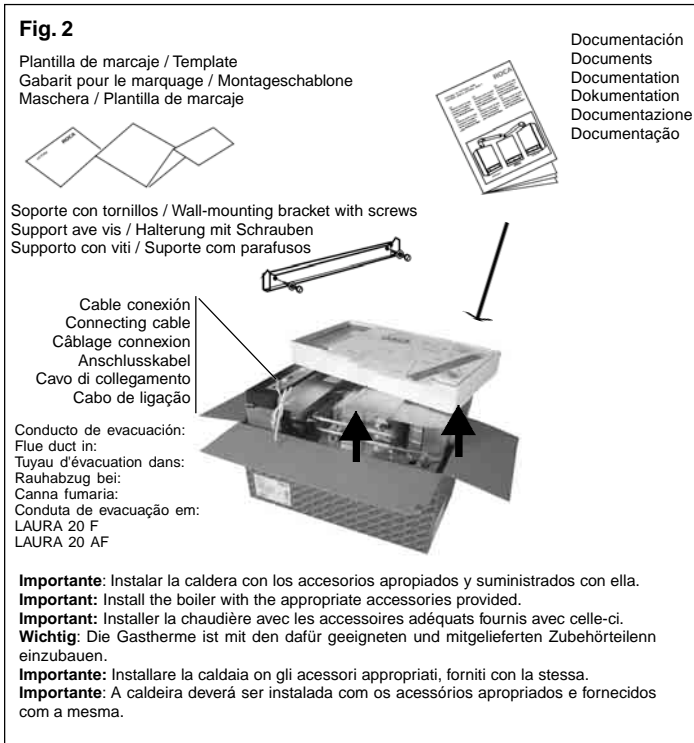 Fig. 2
Plantilla de marcaje / Template
Gabarit pour le marquage / Montageschablone
Maschera / Plantilla de marcaje
Documentación
Documents
Documentation
Dokumentation
Documentazione
Documentação
ROCA
ROCA
Soporte con tornillos / Wall-mounting bracket with screws
Support ave vis / Halterung mit Schrauben
Supporto con viti / Suporte com parafusos
Cable conexión
Connecting cable
Câblage connexion
Anschlusskabel
Cavo di collegamento
Cabo de ligação
Conducto de evacuación:
Flue duct in:
Tuyau d'évacuation dans:
Rauhabzug bei:
Canna fumaria:
Conduta de evacuação em:
LAURA 20 F
LAURA 20 AF
Importante: Instalar la caldera con los accesorios apropiados y suministrados con ella.
Important: Install the boiler with the appropriate accessories provided.
Important: Installer la chaudière avec les accessoires adéquats fournis avec celle-ci.
Wichtig: Die Gastherme ist mit den dafür geeigneten und mitgelieferten Zubehörteilenn
einzubauen.
Importante: Installare la caldaia on gli acessori appropriati, forniti con la stessa.
Importante: A caldeira deverá ser instalada com os acessórios apropriados e fornecidos
com a mesma.